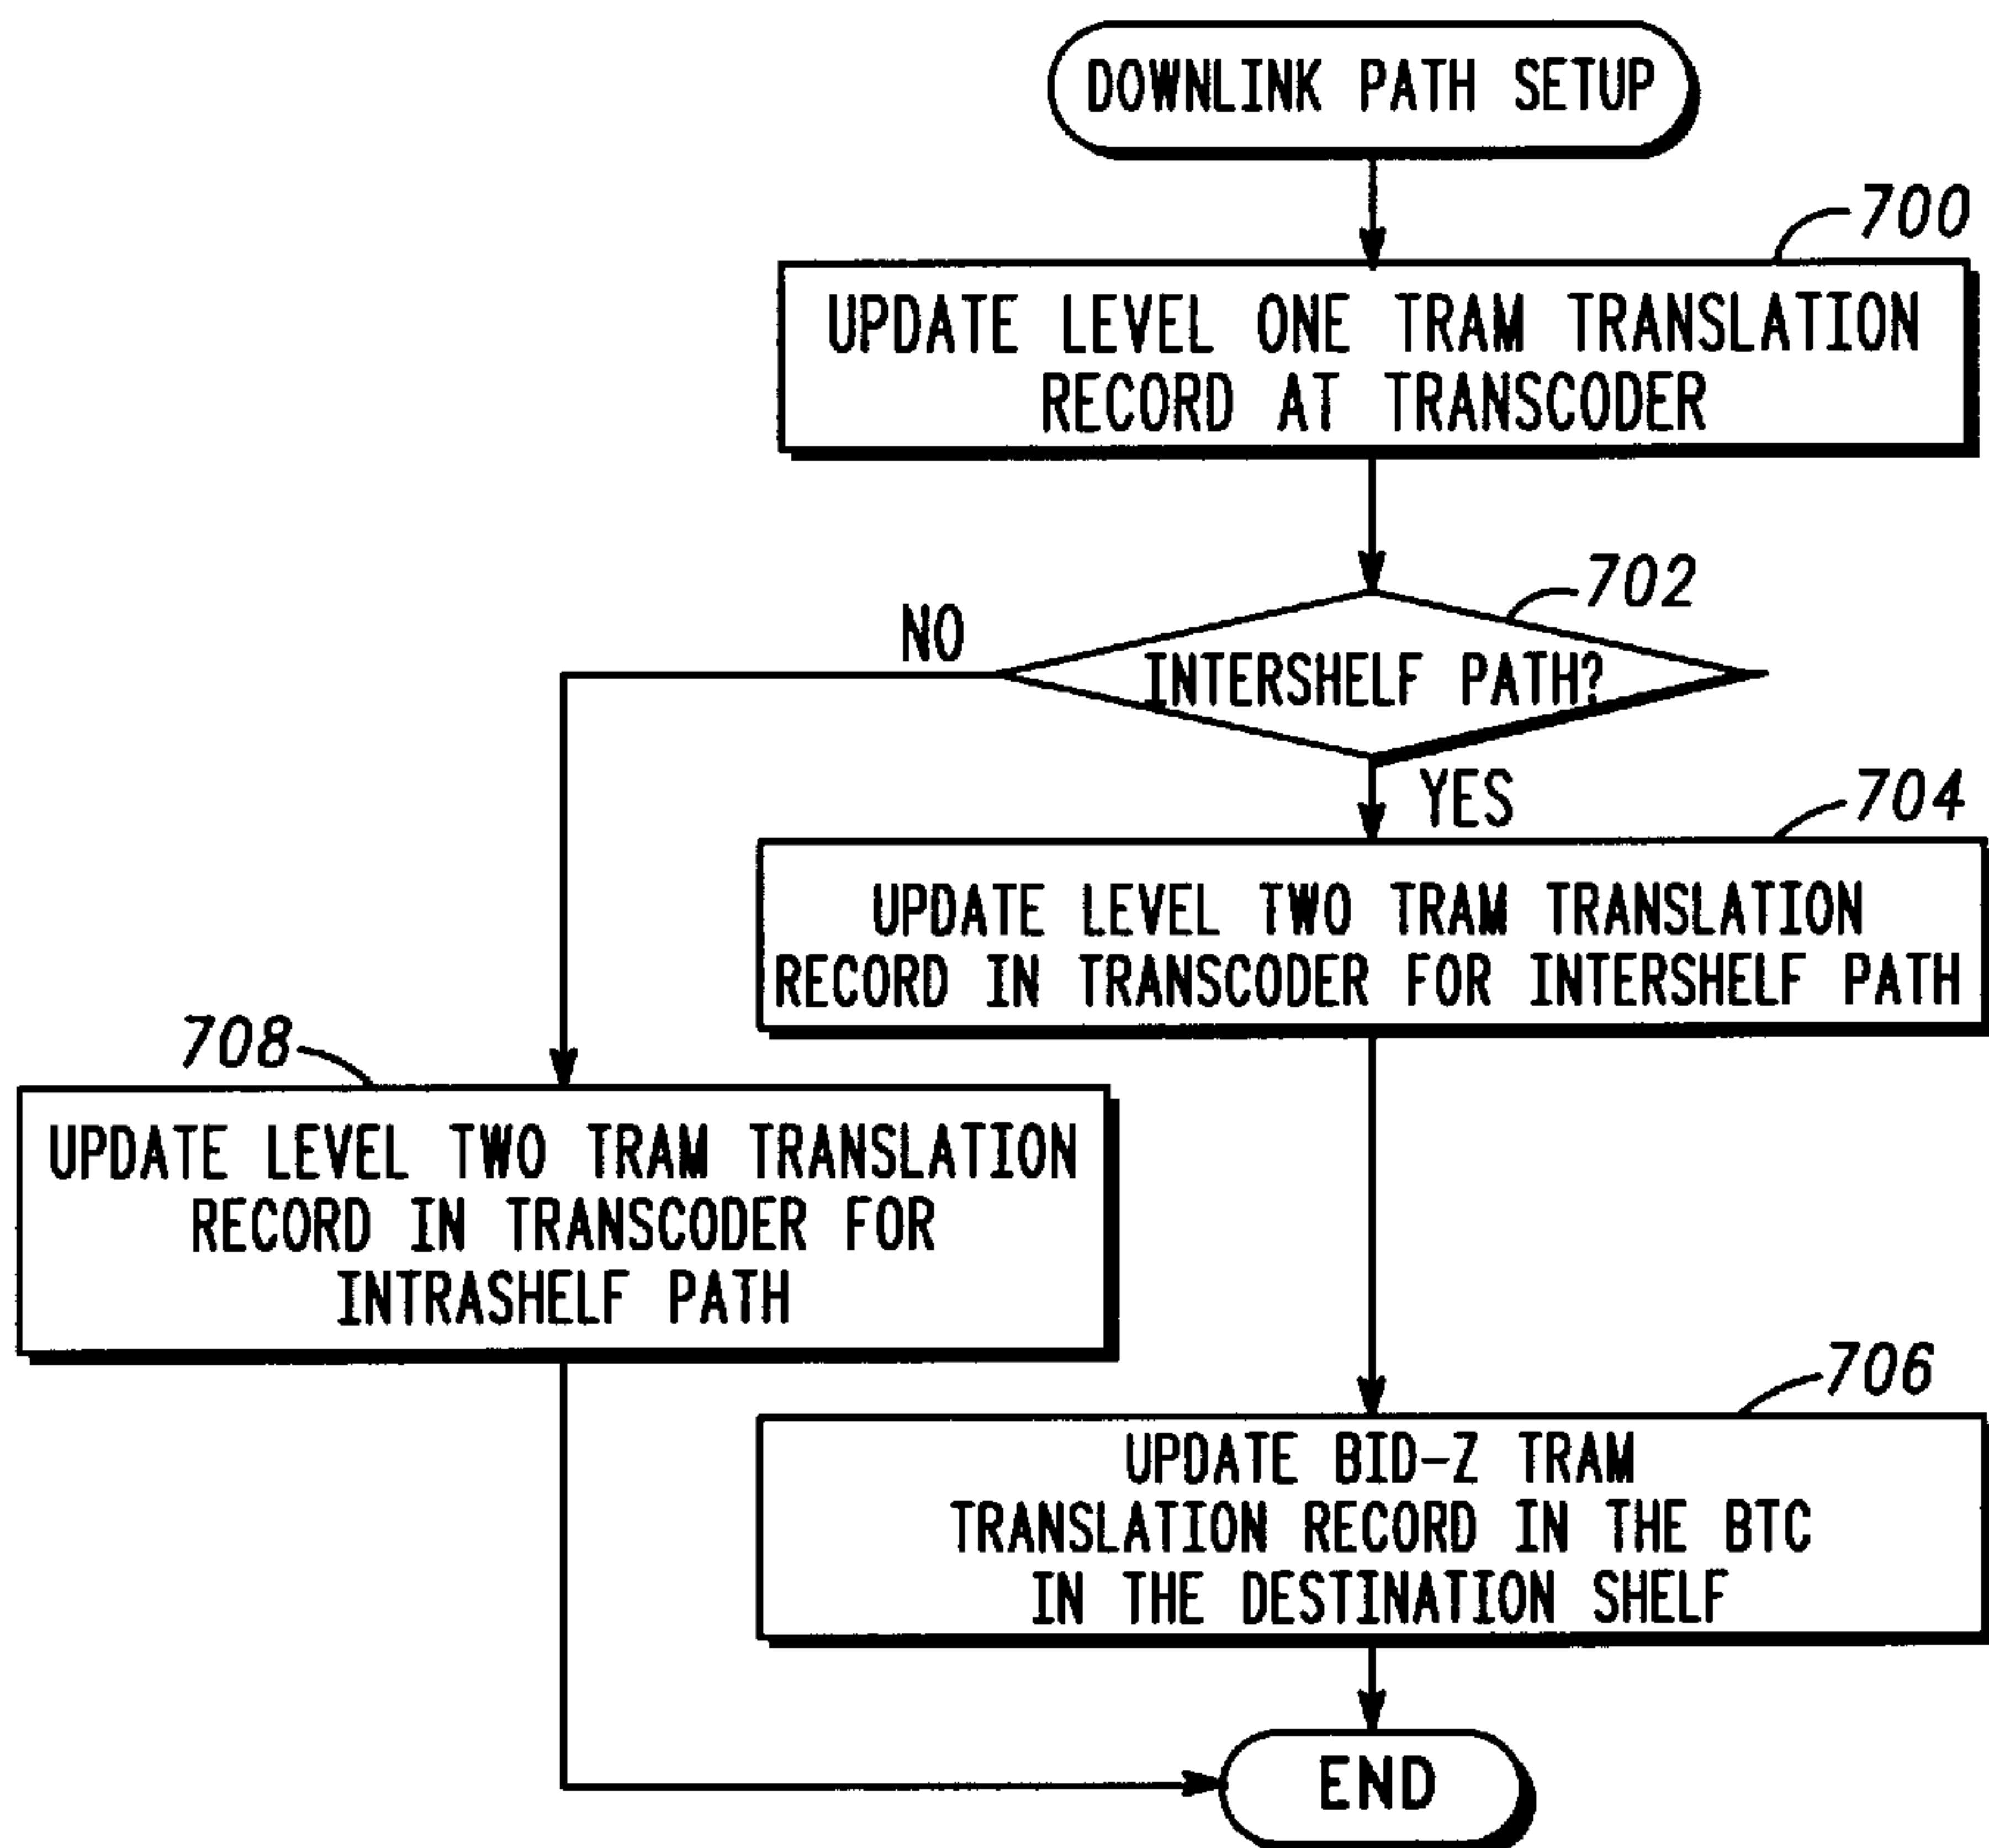 DOWNLINK PATH SETUP
700
UPDATE LEVEL ONE TRAM TRANSLATION
RECORD AT TRANSCODER
702
NO
INTERSHELF PATH?
YES
704
UPDATE LEVEL TWO TRAM TRANSLATION
RECORD IN TRANSCODER FOR INTERSHELF PATH
708
UPDATE LEVEL TWO TRAM TRANSLATION
RECORD IN TRANSCODER FOR
INTRASHELF PATH
706
UPDATE BID-Z TRAM
TRANSLATION RECORD IN THE BTC
IN THE DESTINATION SHELF
END